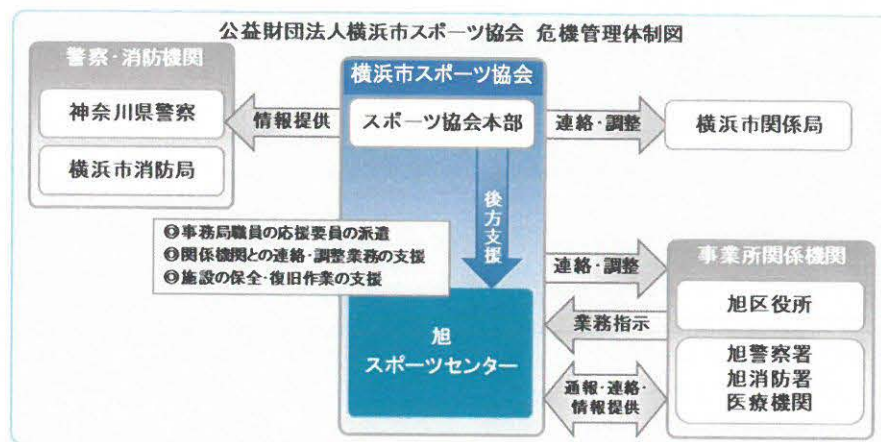 公益財団法人横浜市スポーツ協会 危機管理体制図
警察・消防機関
神奈川県警察
横浜市消防局
情報提供
横浜市スポーツ協会
スポーツ協会本部
連絡・調整
横浜市関係局
後方支援
❶事務局職員の応援要員の派遣
❷関係機関との連絡・調整業務の支援
❸施設の保全・復旧作業の支援
旭
スポーツセンター
連絡・調整
業務指示
通報・連絡・
情報提供
事業所関係機関
旭区役所
旭警察署
旭消防署
医療機関